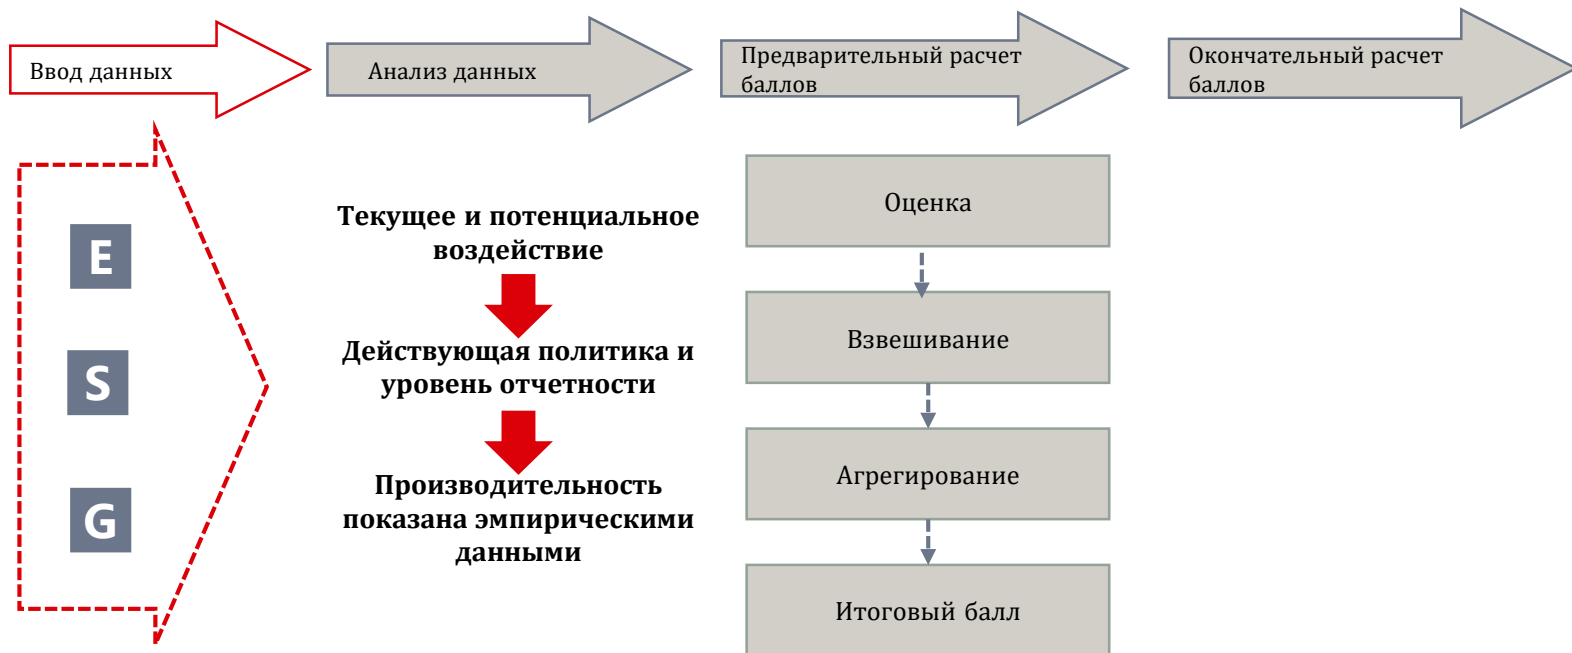 Ввод данных
Анализ данных
Предварительный расчет
баллов
Окончательный расчет
баллов
E
S
G
Текущее и потенциальное
воздействие
Действующая политика и
уровень отчетности
Производительность
показана эмпирическими
данными
Оценка
Взвешивание
Агрегирование
Итоговый балл